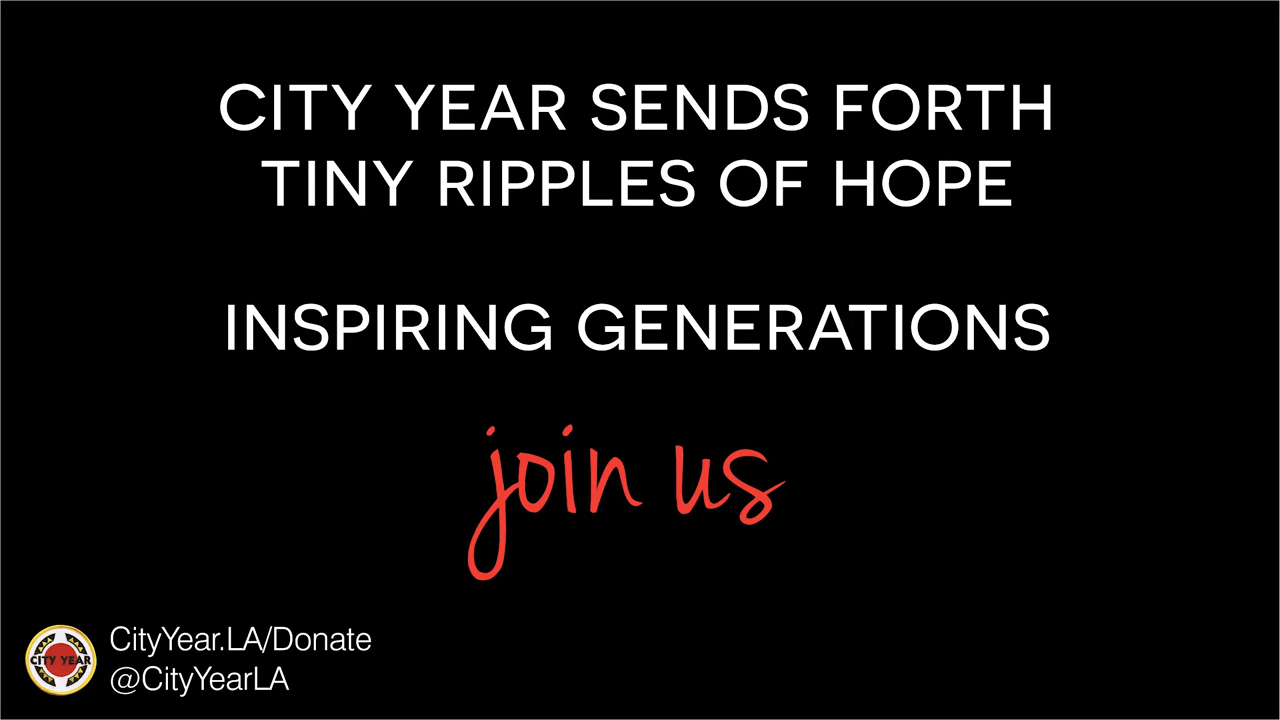 CITY YEAR SENDS FORTH
TINY RIPPLES OF HOPE
INSPIRING GENERATIONS
join us
CITY YEAR
CityYear.LA/Donate
@CityYearLA